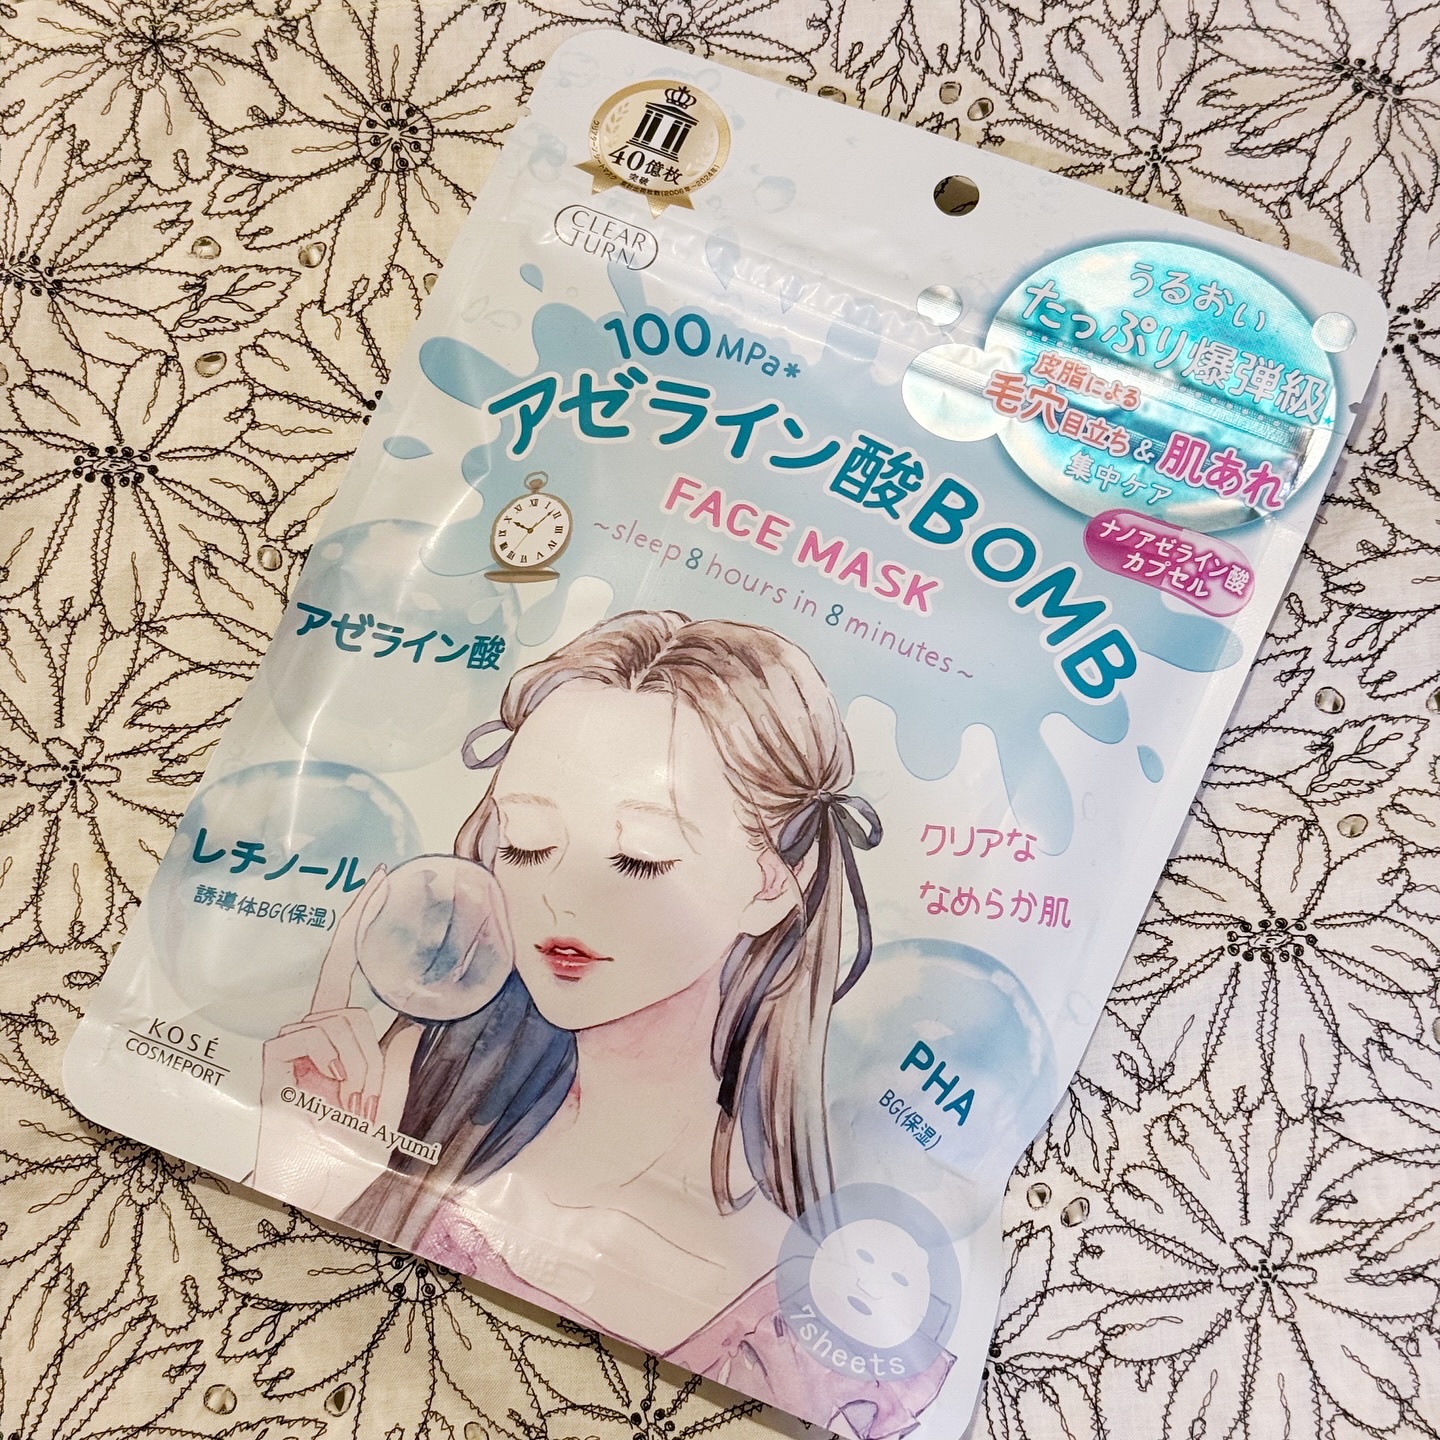 40億枚
突破
CLEAR
TURN
うるおい
たっぷり爆弾級
皮脂による
毛穴目立ち&肌あれ
集中ケア
ナノアゼライン酸
カプセル
100MPa*
アゼライン酸BOMB
FACE MASK
~sleep 8 hours in 8 minutes~
アゼライン酸
レチノール
誘導体BG(保湿)
クリアな
なめらか肌
PHA
BG(保湿)
KOSÉ
COSMEPORT
©Miyama Ayumi
7sheets